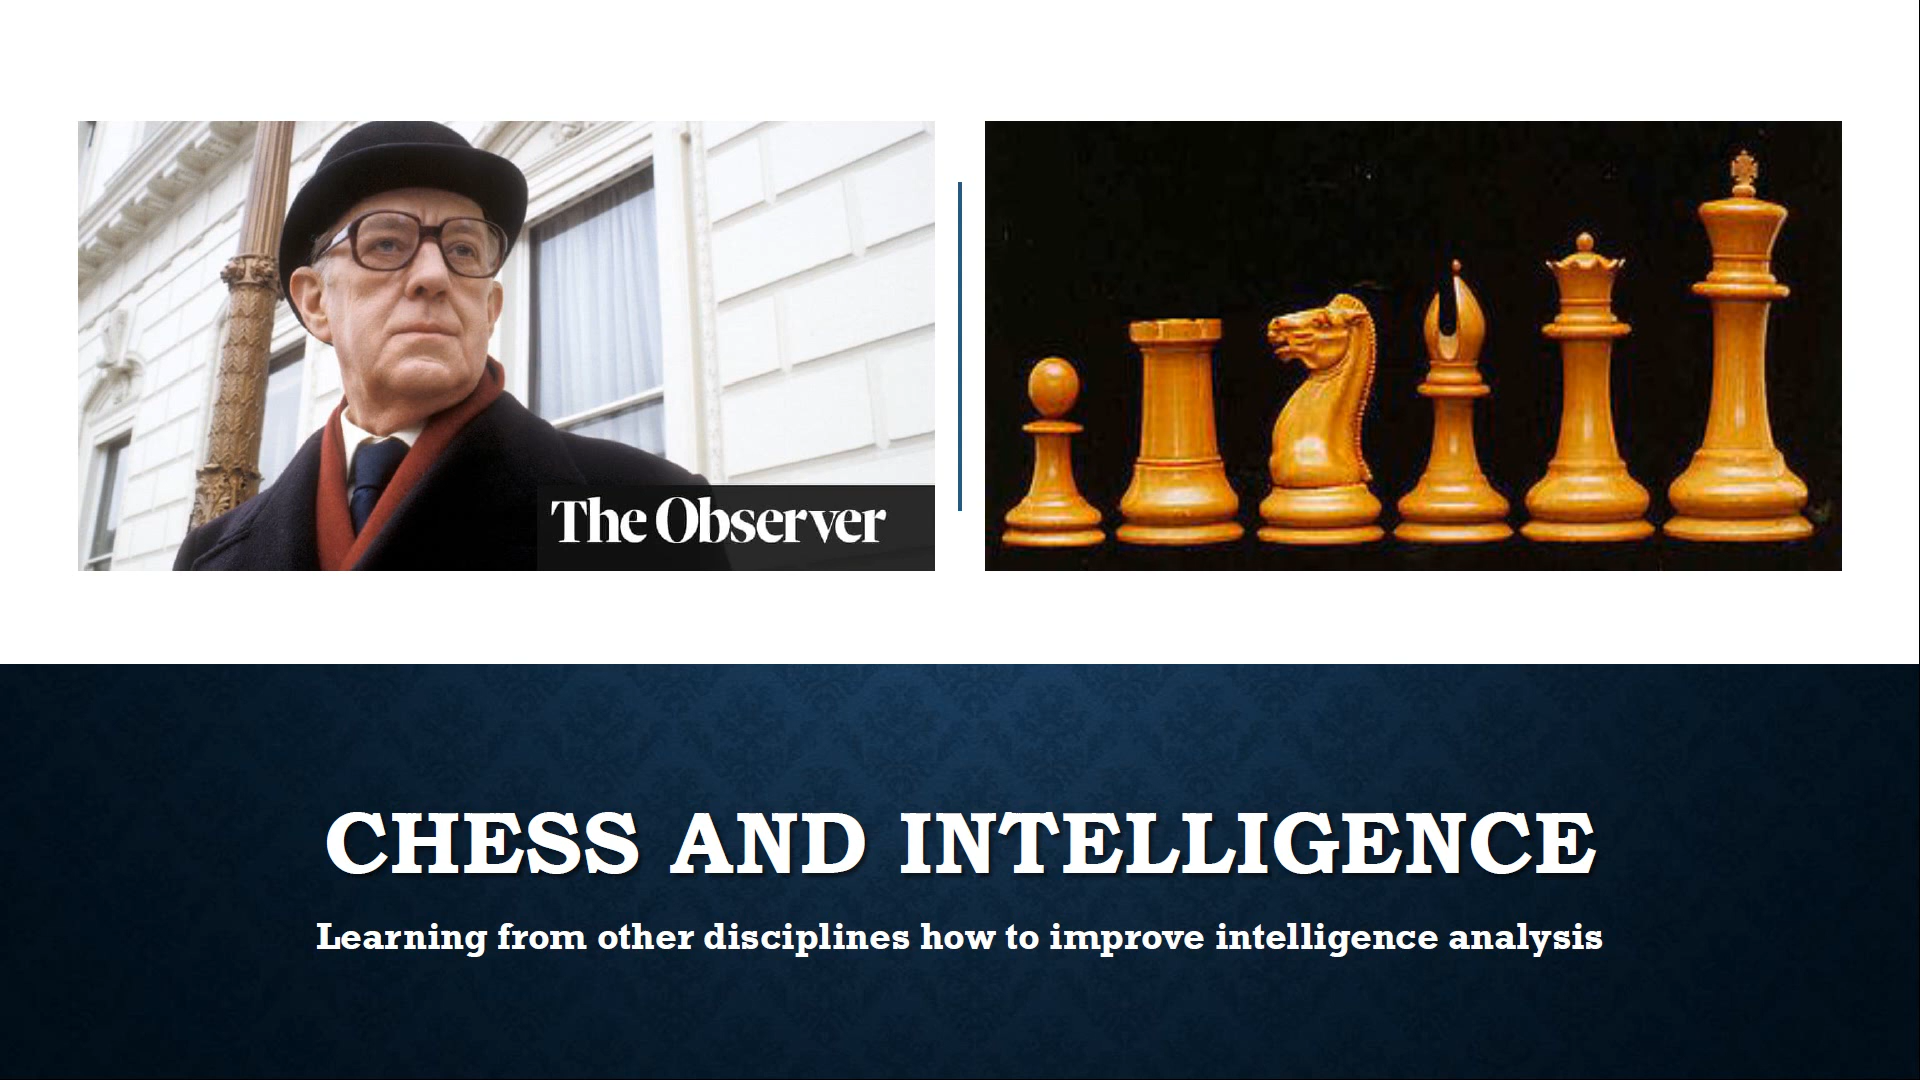 The Observer
CHESS AND INTELLIGENCE
Learning from other disciplines how to improve intelligence analysis